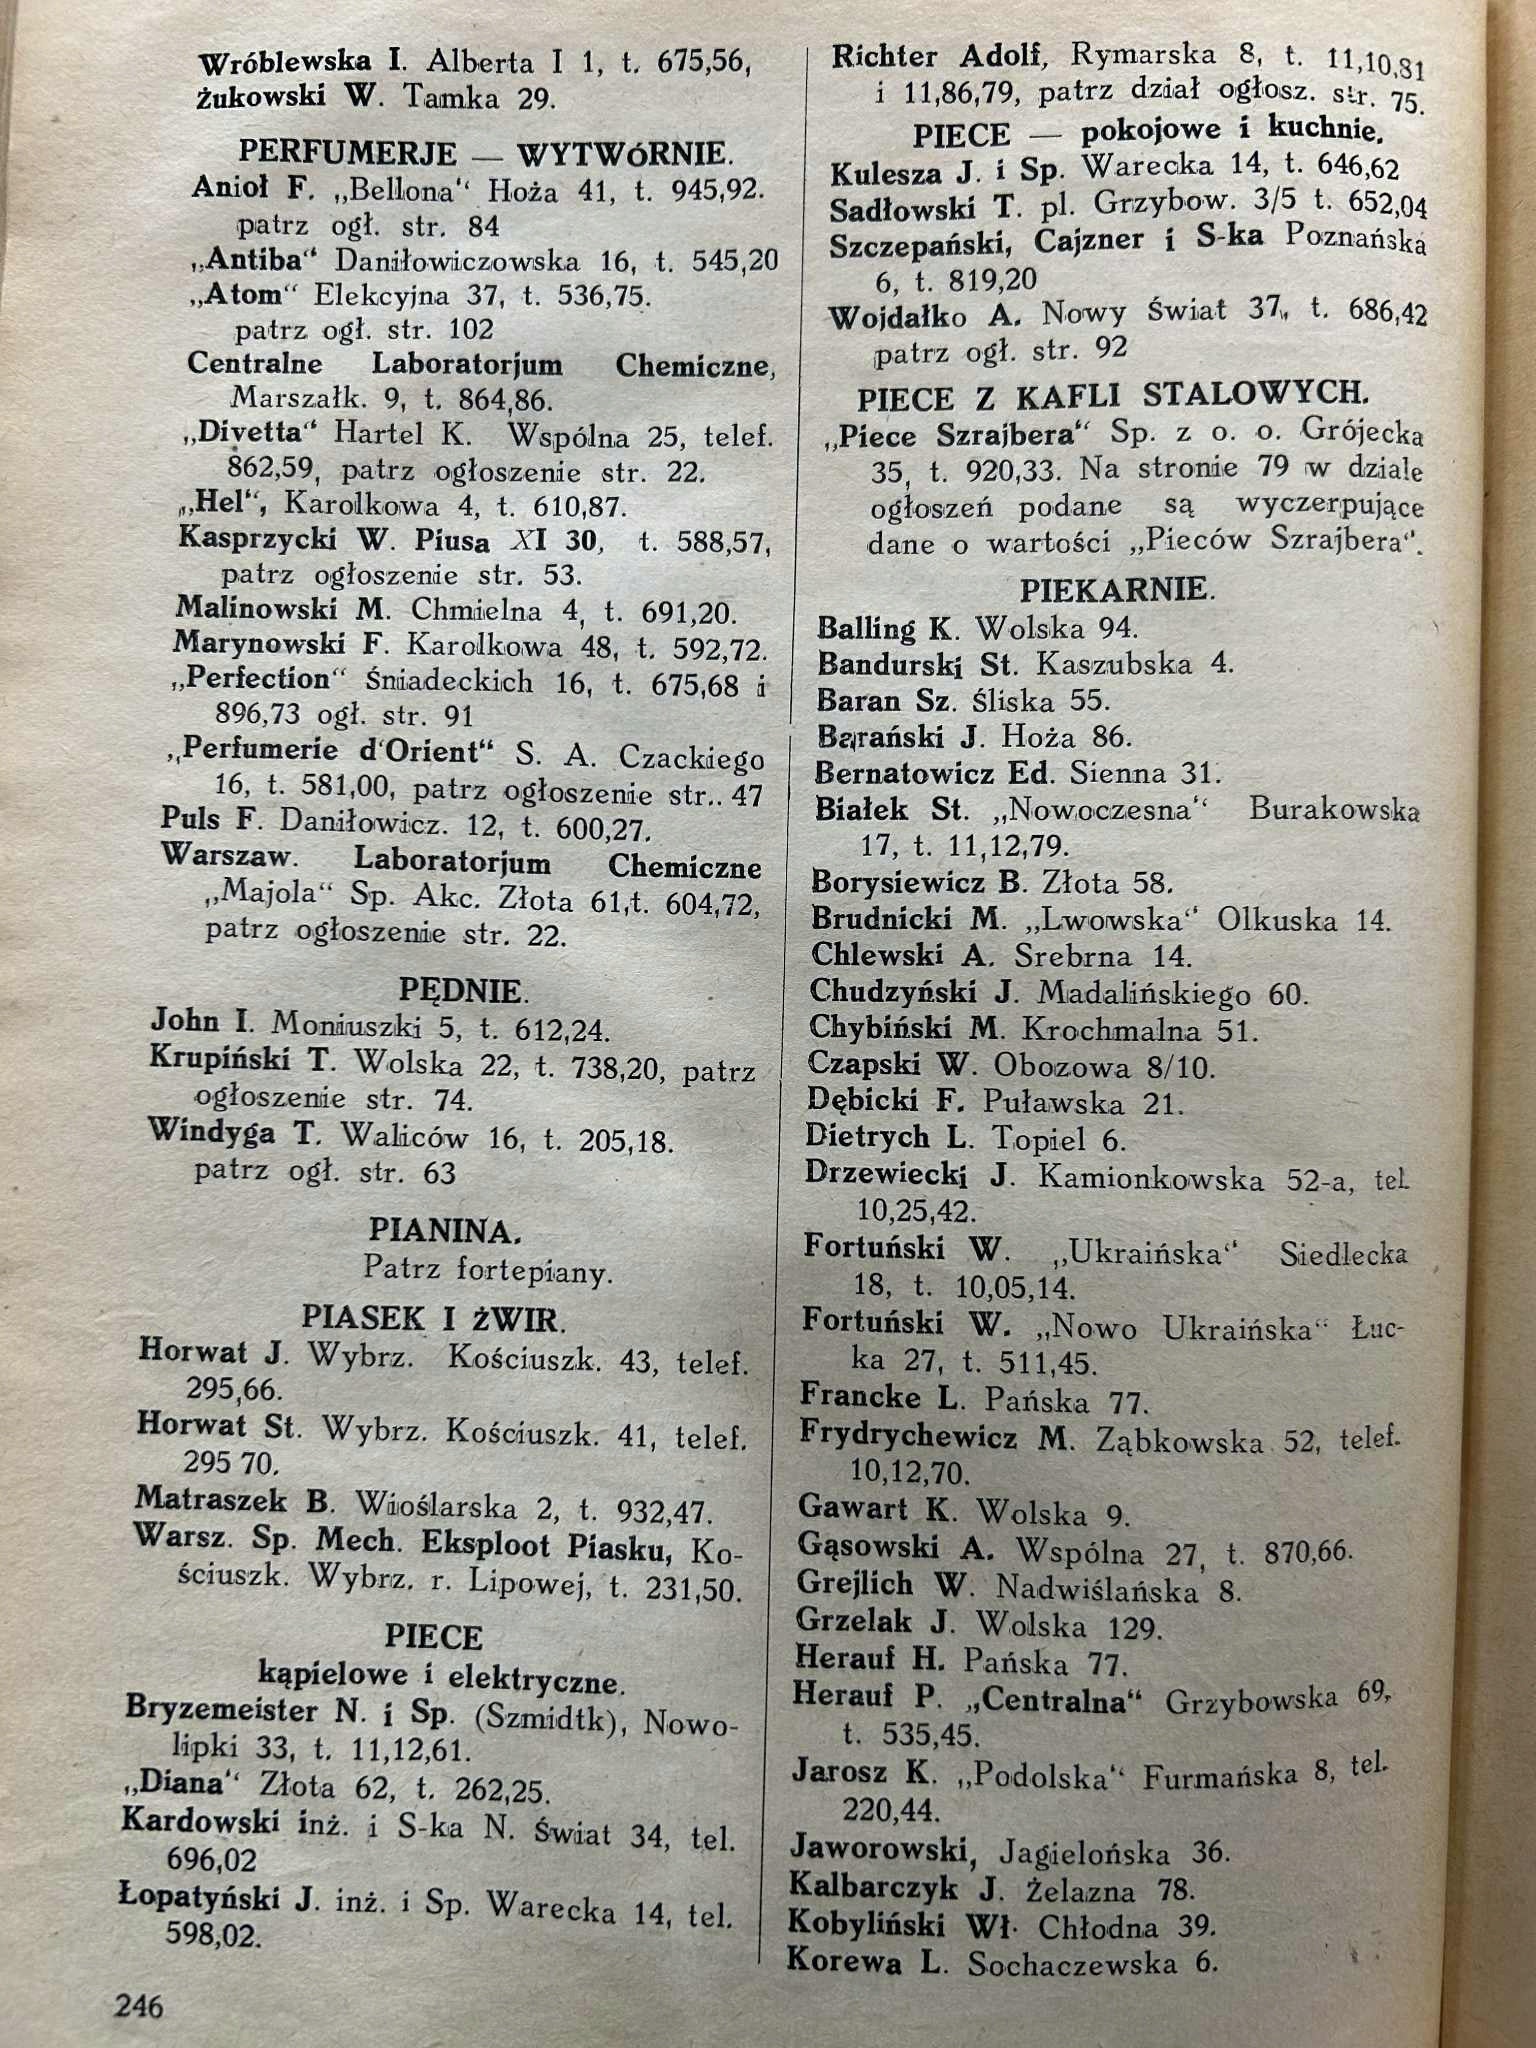 Wróblewska I. Alberta I 1, t. 675,56,
Żukowski W. Tamka 29.
PERFUMERJE — WYTWóRNIE.
Anioł F. „Bellona" Hoża 41, t. 945,92.
patrz ogł. str. 84
„Antiba" Daniłowiczowska 16, t. 545,20
„Atom" Elekcyjna 37, t. 536,75.
patrz ogł. str. 102
Centralne Laboratorjum Chemiczne,
Marszałk. 9, t. 864,86.
„Divetta" Hartel K. Wspólna 25, telef.
862,59, patrz ogłoszenie str. 22.
„Hel", Karolkowa 4, t. 610,87.
Kasprzycki W. Piusa XI 30, t. 588,57,
patrz ogłoszenie str. 53.
Malinowski M. Chmielna 4, t. 691,20.
Marynowski F. Karolkowa 48, t. 592,72.
„Perfection" Śniadeckich 16, t. 675,68 i
896,73 ogł. str. 91
„Perfumerie d'Orient" S. A. Czackiego
16, t. 581,00, patrz ogłoszenie str.. 47
Puls F. Daniłowicz. 12, t. 600,27.
Warszaw. Laboratorjum Chemiczne
„Majola" Sp. Akc. Złota 61,t. 604,72,
patrz ogłoszenie str. 22.
PĘDNIE.
John I. Moniuszki 5, t. 612,24.
Krupiński T. Wolska 22, t. 738,20, patrz
ogłoszenie str. 74.
Windyga T. Waliców 16, t. 205,18.
patrz ogł. str. 63
PIANINA.
Patrz fortepiany.
PIASEK I ŻWIR.
Horwat J. Wybrz. Kościuszk. 43, telef.
295,66.
Horwat St. Wybrz. Kościuszk. 41, telef.
295 70.
Matraszek B. Wioślarska 2, t. 932,47.
Warsz. Sp. Mech. Eksploot Piasku, Ko-
ściuszk. Wybrz. r. Lipowej, t. 231,50.
PIECE
kąpielowe i elektryczne.
Bryzemeister N. i Sp. (Szmidtk), Nowo-
lipki 33, t. 11,12,61.
„Diana" Złota 62, t. 262,25.
Kardowski inż. i S-ka N. Świat 34, tel.
696,02
Łopatyński J. inż. i Sp. Warecka 14, tel.
598,02.
246
Richter Adolf, Rymarska 8, t. 11,10,81
i 11,86,79, patrz dział ogłosz. str. 75.
PIECE — pokojowe i kuchnie.
Kulesza J. i Sp. Warecka 14, t. 646,62
Sadłowski T. pl. Grzybow. 3/5 t. 652,04
Szczepański, Cajzner i S-ka Poznańska
6, t. 819,20
Wojdałko A. Nowy Świat 37, t. 686,42
patrz ogł. str. 92
PIECE Z KAFLI STALOWYCH.
„Piece Szrajbera" Sp. z o. o. Grójecka
35, t. 920,33. Na stronie 79 w dziale
ogłoszeń podane są wyczerpujące
dane o wartości „Pieców Szrajbera".
PIEKARNIE.
Balling K. Wolska 94.
Bandurski St. Kaszubska 4.
Baran Sz. Śliska 55.
Barański J. Hoża 86.
Bernatowicz Ed. Sienna 31.
Białek St. „Nowoczesna" Burakowska
17, t. 11,12,79.
Borysiewicz B. Złota 58.
Brudnicki M. „Lwowska" Olkuska 14.
Chlewski A. Srebrna 14.
Chudzyński J. Madalińskiego 60.
Chybiński M. Krochmalna 51.
Czapski W. Obozowa 8/10.
Dębicki F. Puławska 21.
Dietrych L. Topiel 6.
Drzewiecki J. Kamionkowska 52-a, tel.
10,25,42.
Fortuński W. „Ukraińska" Siedlecka
18, t. 10,05,14.
Fortuński W. „Nowo Ukraińska" Łuc-
ka 27, t. 511,45.
Francke L. Pańska 77.
Frydrychewicz M. Ząbkowska 52, telef.
10,12,70.
Gawart K. Wolska 9.
Gąsowski A. Wspólna 27, t. 870,66.
Grejlich W. Nadwiślańska 8.
Grzelak J. Wolska 129.
Herauf H. Pańska 77.
Herauf P. „Centralna" Grzybowska 69,
t. 535,45.
Jarosz K. „Podolska" Furmańska 8, tel.
220,44.
Jaworowski, Jagielońska 36.
Kalbarczyk J. Żelazna 78.
Kobyliński Wł. Chłodna 39.
Korewa L. Sochaczewska 6.